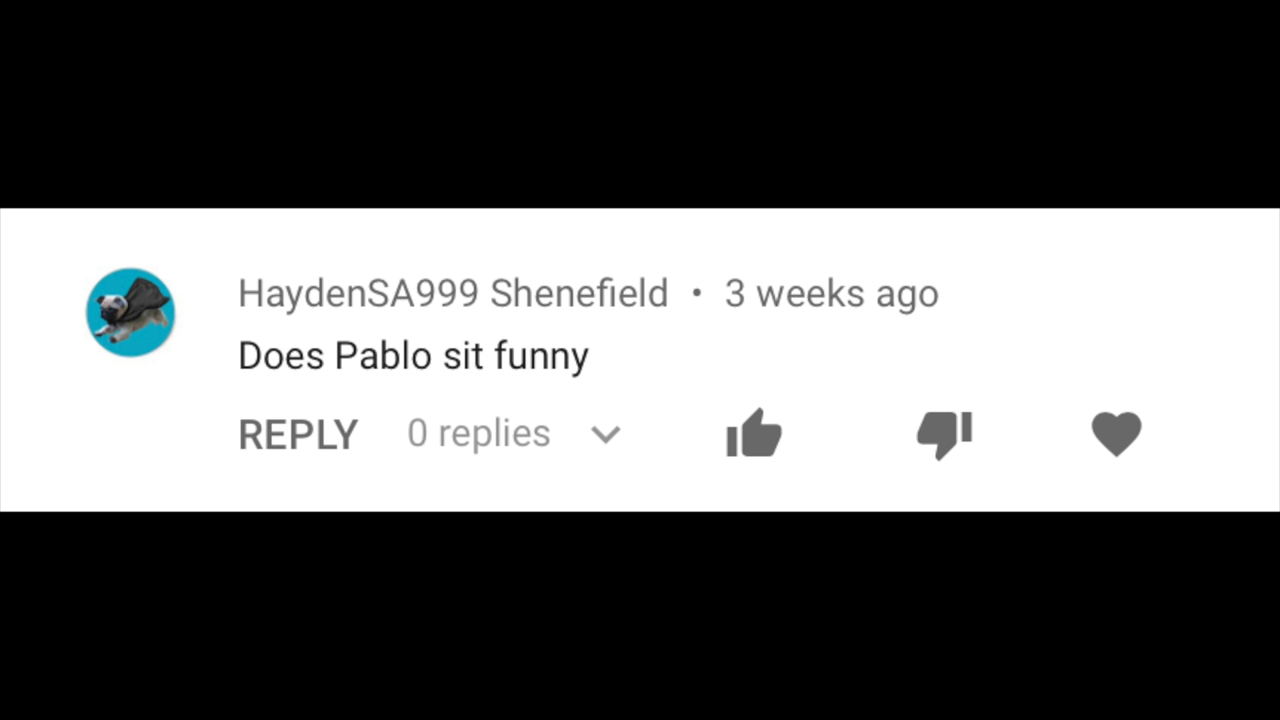 HaydenSA999 Shenefield • 3 weeks ago
Does Pablo sit funny
REPLY 0 replies